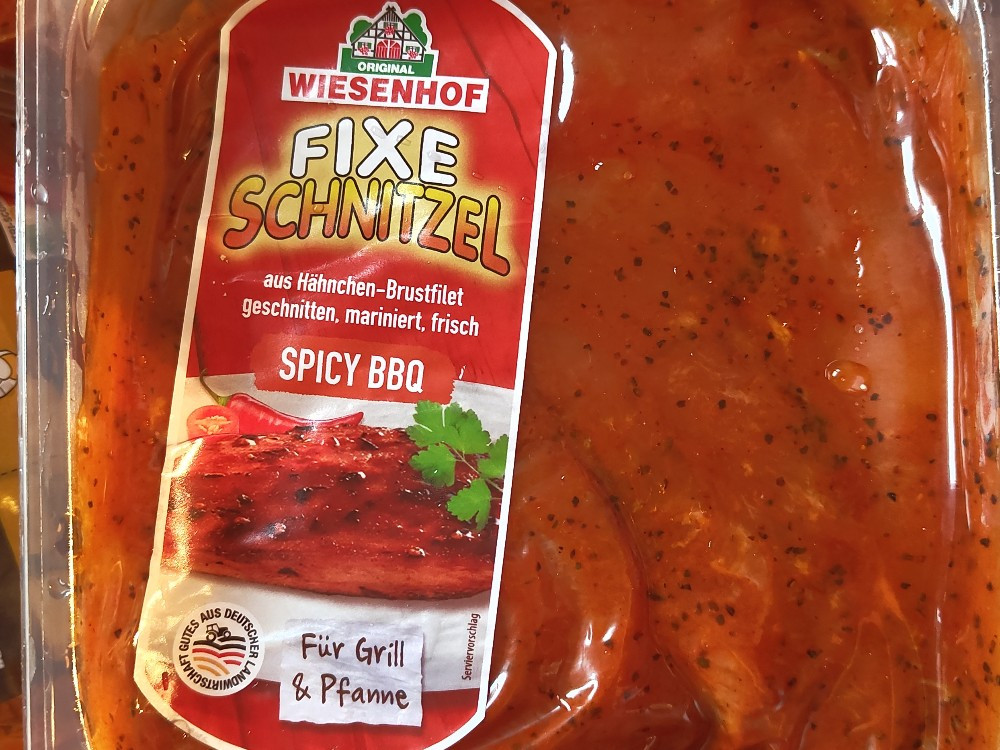 ORIGINAL
WIESENHOF
FIXE
SCHNITZEL
aus Hähnchen-Brustfilet
geschnitten, mariniert, frisch
SPICY BBQ
GUTES AUS DEUTSCHER LANDWIRTSCHAFT
Für Grill
& Pfanne
Serviervorschlag